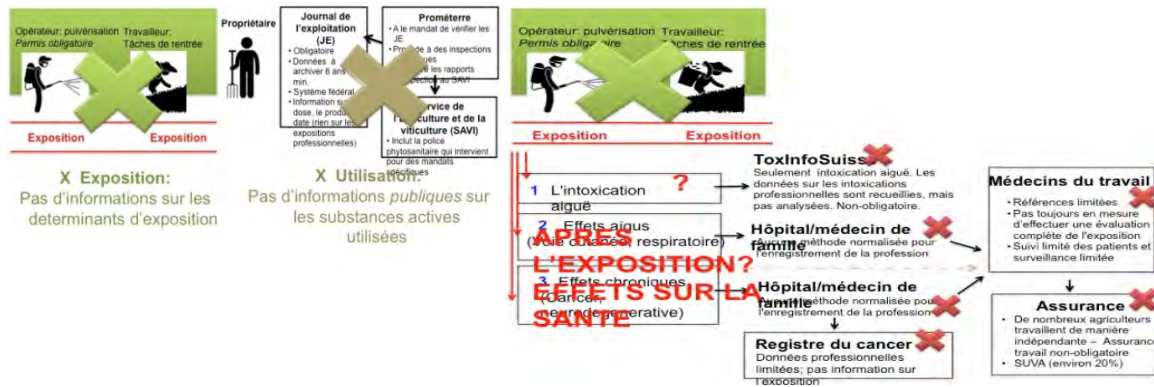 Opérateur: pulvérisation
Permis obligatoire
Travailleur:
Tâches de rentrée
Exposition
Exposition
X Exposition:
Pas d'informations sur les
determinants d'exposition
Propriétaire
Journal de
l'exploitation
(JE)
• Obligatoire
• Données à
archiver 6 ans
min.
• Système fédéral
• Information
dose, le
date (rien sur les
expositions
professionnelles)
Prométerre
• A le mandat de vérifier les
JE
à des inspections
les rapports
au SAVI
de
et de la
viticulture (SAVI)
• Inclut la police
phytosanitaire qui intervient
pour des mandats
X Utilisation:
Pas d'informations publiques sur
les substances actives
utilisées
Opérateur: pulvérisation
Permis obligatoire
Travailleur:
Tâches de rentrée
Exposition
Exposition
1 L'intoxication
aiguë
?
2 Effets aigus
(Voie cutanée, respiratoire)
3. Effets chroniques
(Cancer,
neurodegenerative)
APRES
L'EXPOSITION?
EFFETS SUR LA
SANTE
ToxInfoSuisse
Seulement intoxication aiguë. Les
données sur les intoxications
professionnelles sont recueillies, mais
pas analysées. Non-obligatoire.
Hôpital/médecin de
famille
Aucune méthode normalisée pour
l'enregistrement de la profession
Hôpital/médecin de
famille
Aucune méthode normalisée pour
l'enregistrement de la profession
Registre du cancer
Données professionnelles
limitées; pas information sur
l'exposition
Médecins du travail
• Références limitées
• Pas toujours en mesure
d'effectuer une évaluation
complète de l'exposition
• Suivi limité des patients et
surveillance limitée
Assurance
• De nombreux agriculteurs
travaillent de manière
indépendante – Assurance
travail non-obligatoire
• SUVA (environ 20%)